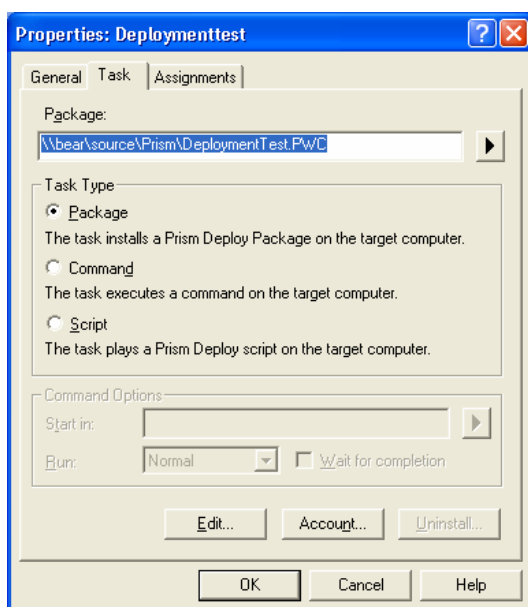 Properties: Deploymenttest
General Task Assignments
Package:
\\bear\source\Prism\DeploymentTest.PWC
Task Type
Package
The task installs a Prism Deploy Package on the target computer.
Command
The task executes a command on the target computer.
Script
The task plays a Prism Deploy script on the target computer.
Command Options
Start in:
Run: Normal Wait for completion
Edit... Account... Uninstall...
OK Cancel Help